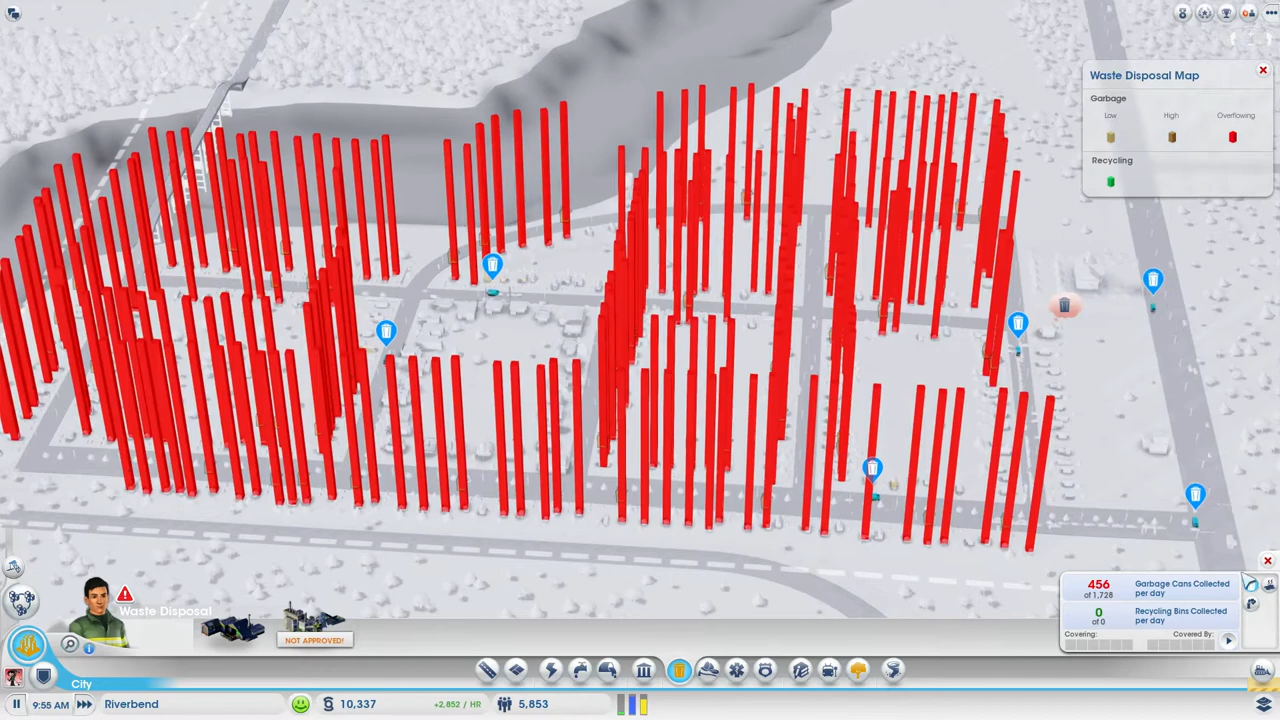 Waste Disposal Map
Garbage
Low High Overflowing
Recycling
456 of 1,728 Garbage Cans Collected per day
0 of 0 Recycling Bins Collected per day
Covering: Covered By:
Waste Disposal
NOT APPROVED!
City
9:55 AM Riverbend 10,337 +2,852 / HR 5,853